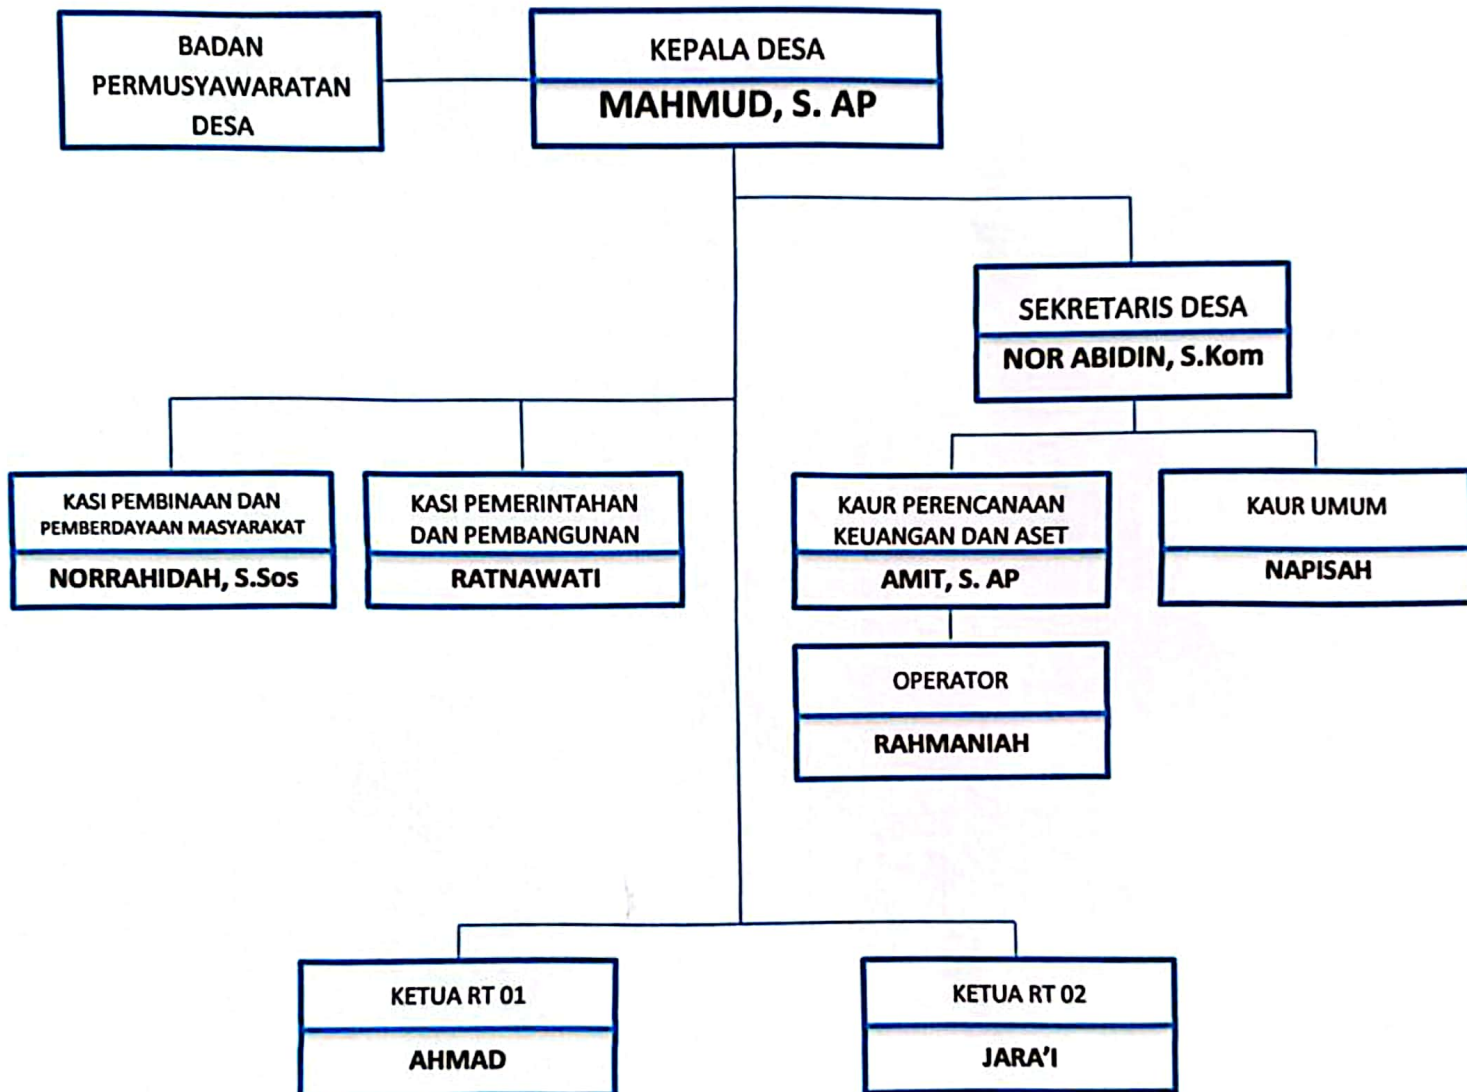 BADAN
PERMUSYAWARATAN
DESA
KEPALA DESA
MAHMUD, S. AP
SEKRETARIS DESA
NOR ABIDIN, S.Kom
KASI PEMBINAAN DAN
PEMBERDAYAAN MASYARAKAT
NORRAHIDAH, S.Sos
KASI PEMERINTAHAN
DAN PEMBANGUNAN
RATNAWATI
KAUR PERENCANAAN
KEUANGAN DAN ASET
AMIT, S. AP
KAUR UMUM
NAPISAH
OPERATOR
RAHMANIAH
KETUA RT 01
AHMAD
KETUA RT 02
JARA’I